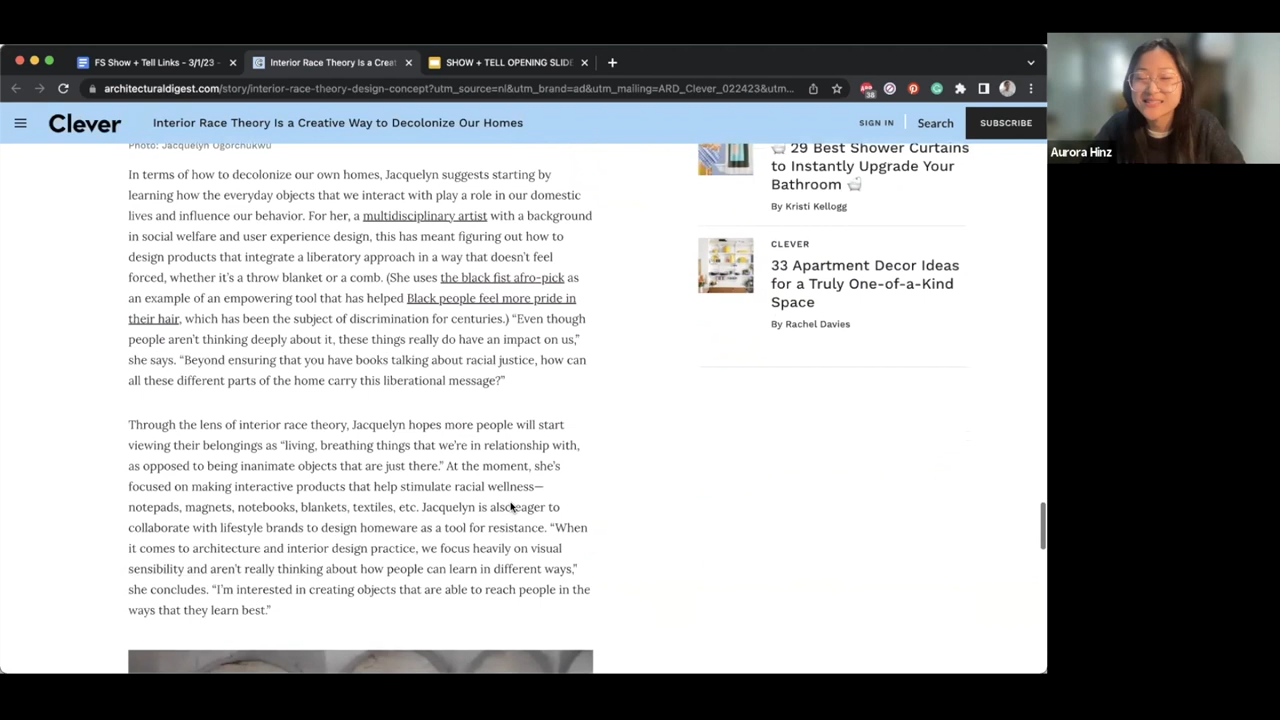 FS Show + Tell Links - 3/1/23
Interior Race Theory Is a Creat
SHOW + TELL OPENING SLIDE
architecturaldigest.com/story/interior-race-theory-design-concept?utm_source=nl&utm_brand=ad&utm_mailing=ARD_Clever_022423&utm...
38
Clever
Interior Race Theory Is a Creative Way to Decolonize Our Homes
SIGN IN
Search
SUBSCRIBE
Aurora Hinz
Photo: Jacquelyn Ogorchukwu
In terms of how to decolonize our own homes, Jacquelyn suggests starting by
learning how the everyday objects that we interact with play a role in our domestic
lives and influence our behavior. For her, a multidisciplinary artist with a background
in social welfare and user experience design, this has meant figuring out how to
design products that integrate a liberatory approach in a way that doesn’t feel
forced, whether it’s a throw blanket or a comb. (She uses the black fist afro-pick as
an example of an empowering tool that has helped Black people feel more pride in
their hair, which has been the subject of discrimination for centuries.) “Even though
people aren’t thinking deeply about it, these things really do have an impact on us,”
she says. “Beyond ensuring that you have books talking about racial justice, how can
all these different parts of the home carry this liberational message?”
Through the lens of interior race theory, Jacquelyn hopes more people will start
viewing their belongings as “living, breathing things that we’re in relationship with,
as opposed to being inanimate objects that are just there.” At the moment, she’s
focused on making interactive products that help stimulate racial wellness—
notepads, magnets, notebooks, blankets, textiles, etc. Jacquelyn is also eager to
collaborate with lifestyle brands to design homeware as a tool for resistance. “When
it comes to architecture and interior design practice, we focus heavily on visual
sensibility and aren’t really thinking about how people can learn in different ways,”
she concludes. “I’m interested in creating objects that are able to reach people in the
ways that they learn best.”
29 Best Shower Curtains
to Instantly Upgrade Your
Bathroom
By Kristi Kellogg
CLEVER
33 Apartment Decor Ideas
for a Truly One-of-a-Kind
Space
By Rachel Davies